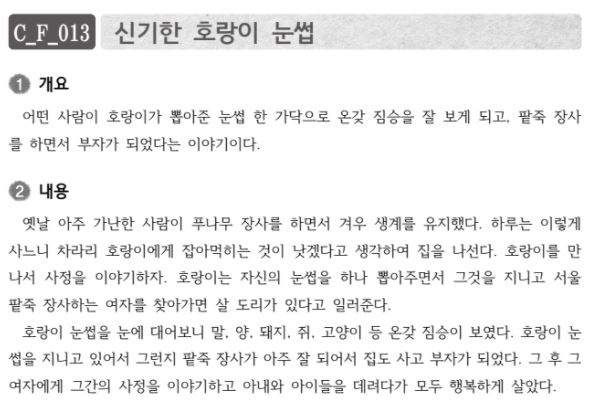 C_F_013 신기한 호랑이 눈썹
1 개요
어떤 사람이 호랑이가 뽑아준 눈썹 한 가닥으로 온갖 짐승을 잘 보게 되고, 팥죽 장사
를 하면서 부자가 되었다는 이야기이다.
2 내용
옛날 아주 가난한 사람이 푸나무 장사를 하면서 겨우 생계를 유지했다. 하루는 이렇게
사느니 차라리 호랑이에게 잡아먹히는 것이 낫겠다고 생각하여 집을 나선다. 호랑이를 만
나서 사정을 이야기하자. 호랑이는 자신의 눈썹을 하나 뽑아주면서 그것을 지니고 서울
팥죽 장사하는 여자를 찾아가면 살 도리가 있다고 일러준다.
호랑이 눈썹을 눈에 대어보니 말, 양, 돼지, 쥐, 고양이 등 온갖 짐승이 보였다. 호랑이 눈
썹을 지니고 있어서 그런지 팥죽 장사가 아주 잘 되어서 집도 사고 부자가 되었다. 그 후 그
여자에게 그간의 사정을 이야기하고 아내와 아이들을 데려다가 모두 행복하게 살았다.